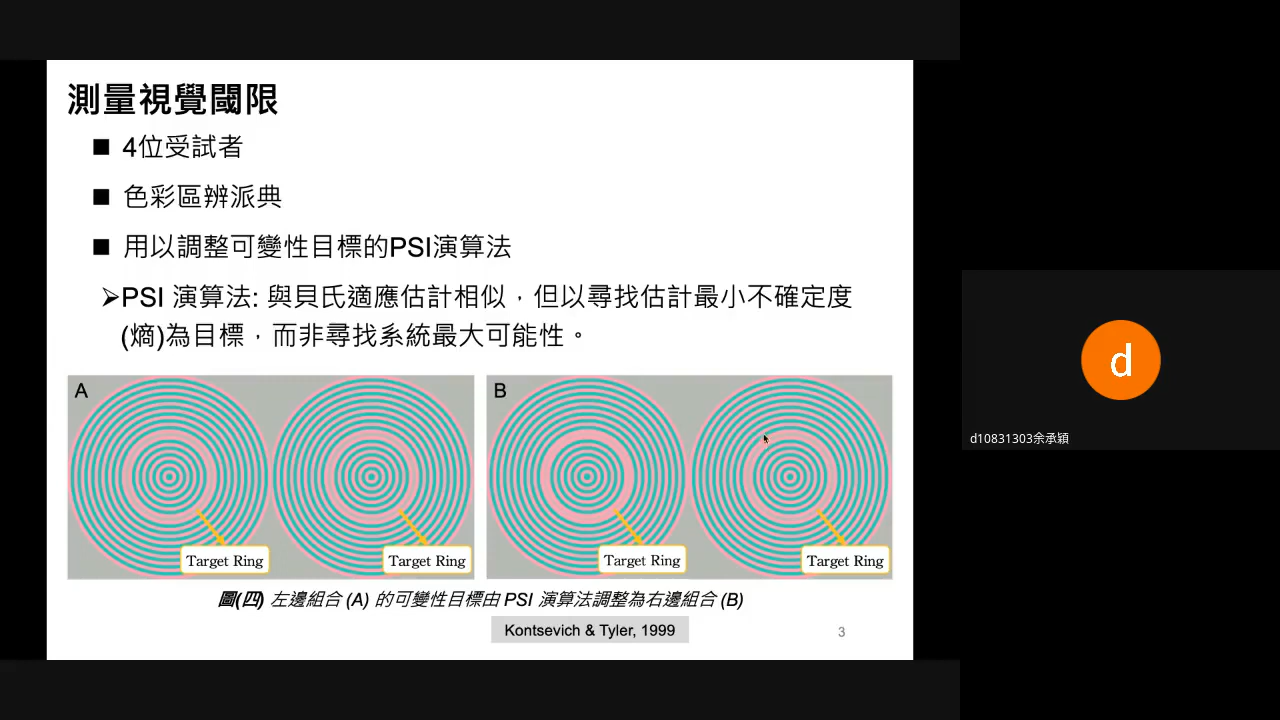 測量視覺閾限
■ 4位受試者
■ 色彩區辨派典
■ 用以調整可變性目標的PSI演算法
➢PSI 演算法: 與貝氏適應估計相似，但以尋找估計最小不確定度
(熵)為目標，而非尋找系統最大可能性。
A
B
Target Ring
Target Ring
Target Ring
Target Ring
圖(四) 左邊組合 (A) 的可變性目標由 PSI 演算法調整為右邊組合 (B)
Kontsevich & Tyler, 1999
3
d
d10831303余承穎